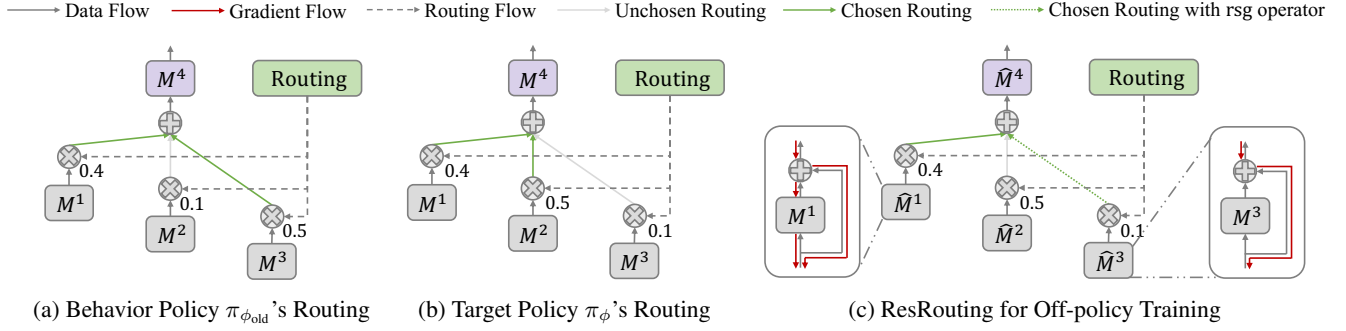 Data Flow Gradient Flow Routing Flow Unchosen Routing Chosen Routing Chosen Routing with rsg operator
M⁴ Routing
0.4
M¹
0.1
M²
0.5
M³
(a) Behavior Policy π_{ϕ_old}'s Routing
M⁴ Routing
0.4
M¹
0.5
M²
0.1
M³
(b) Target Policy π_ϕ's Routing
M̂⁴ Routing
M¹
0.4
M̂¹
0.5
M̂²
0.1
M̂³
M³
(c) ResRouting for Off-policy Training